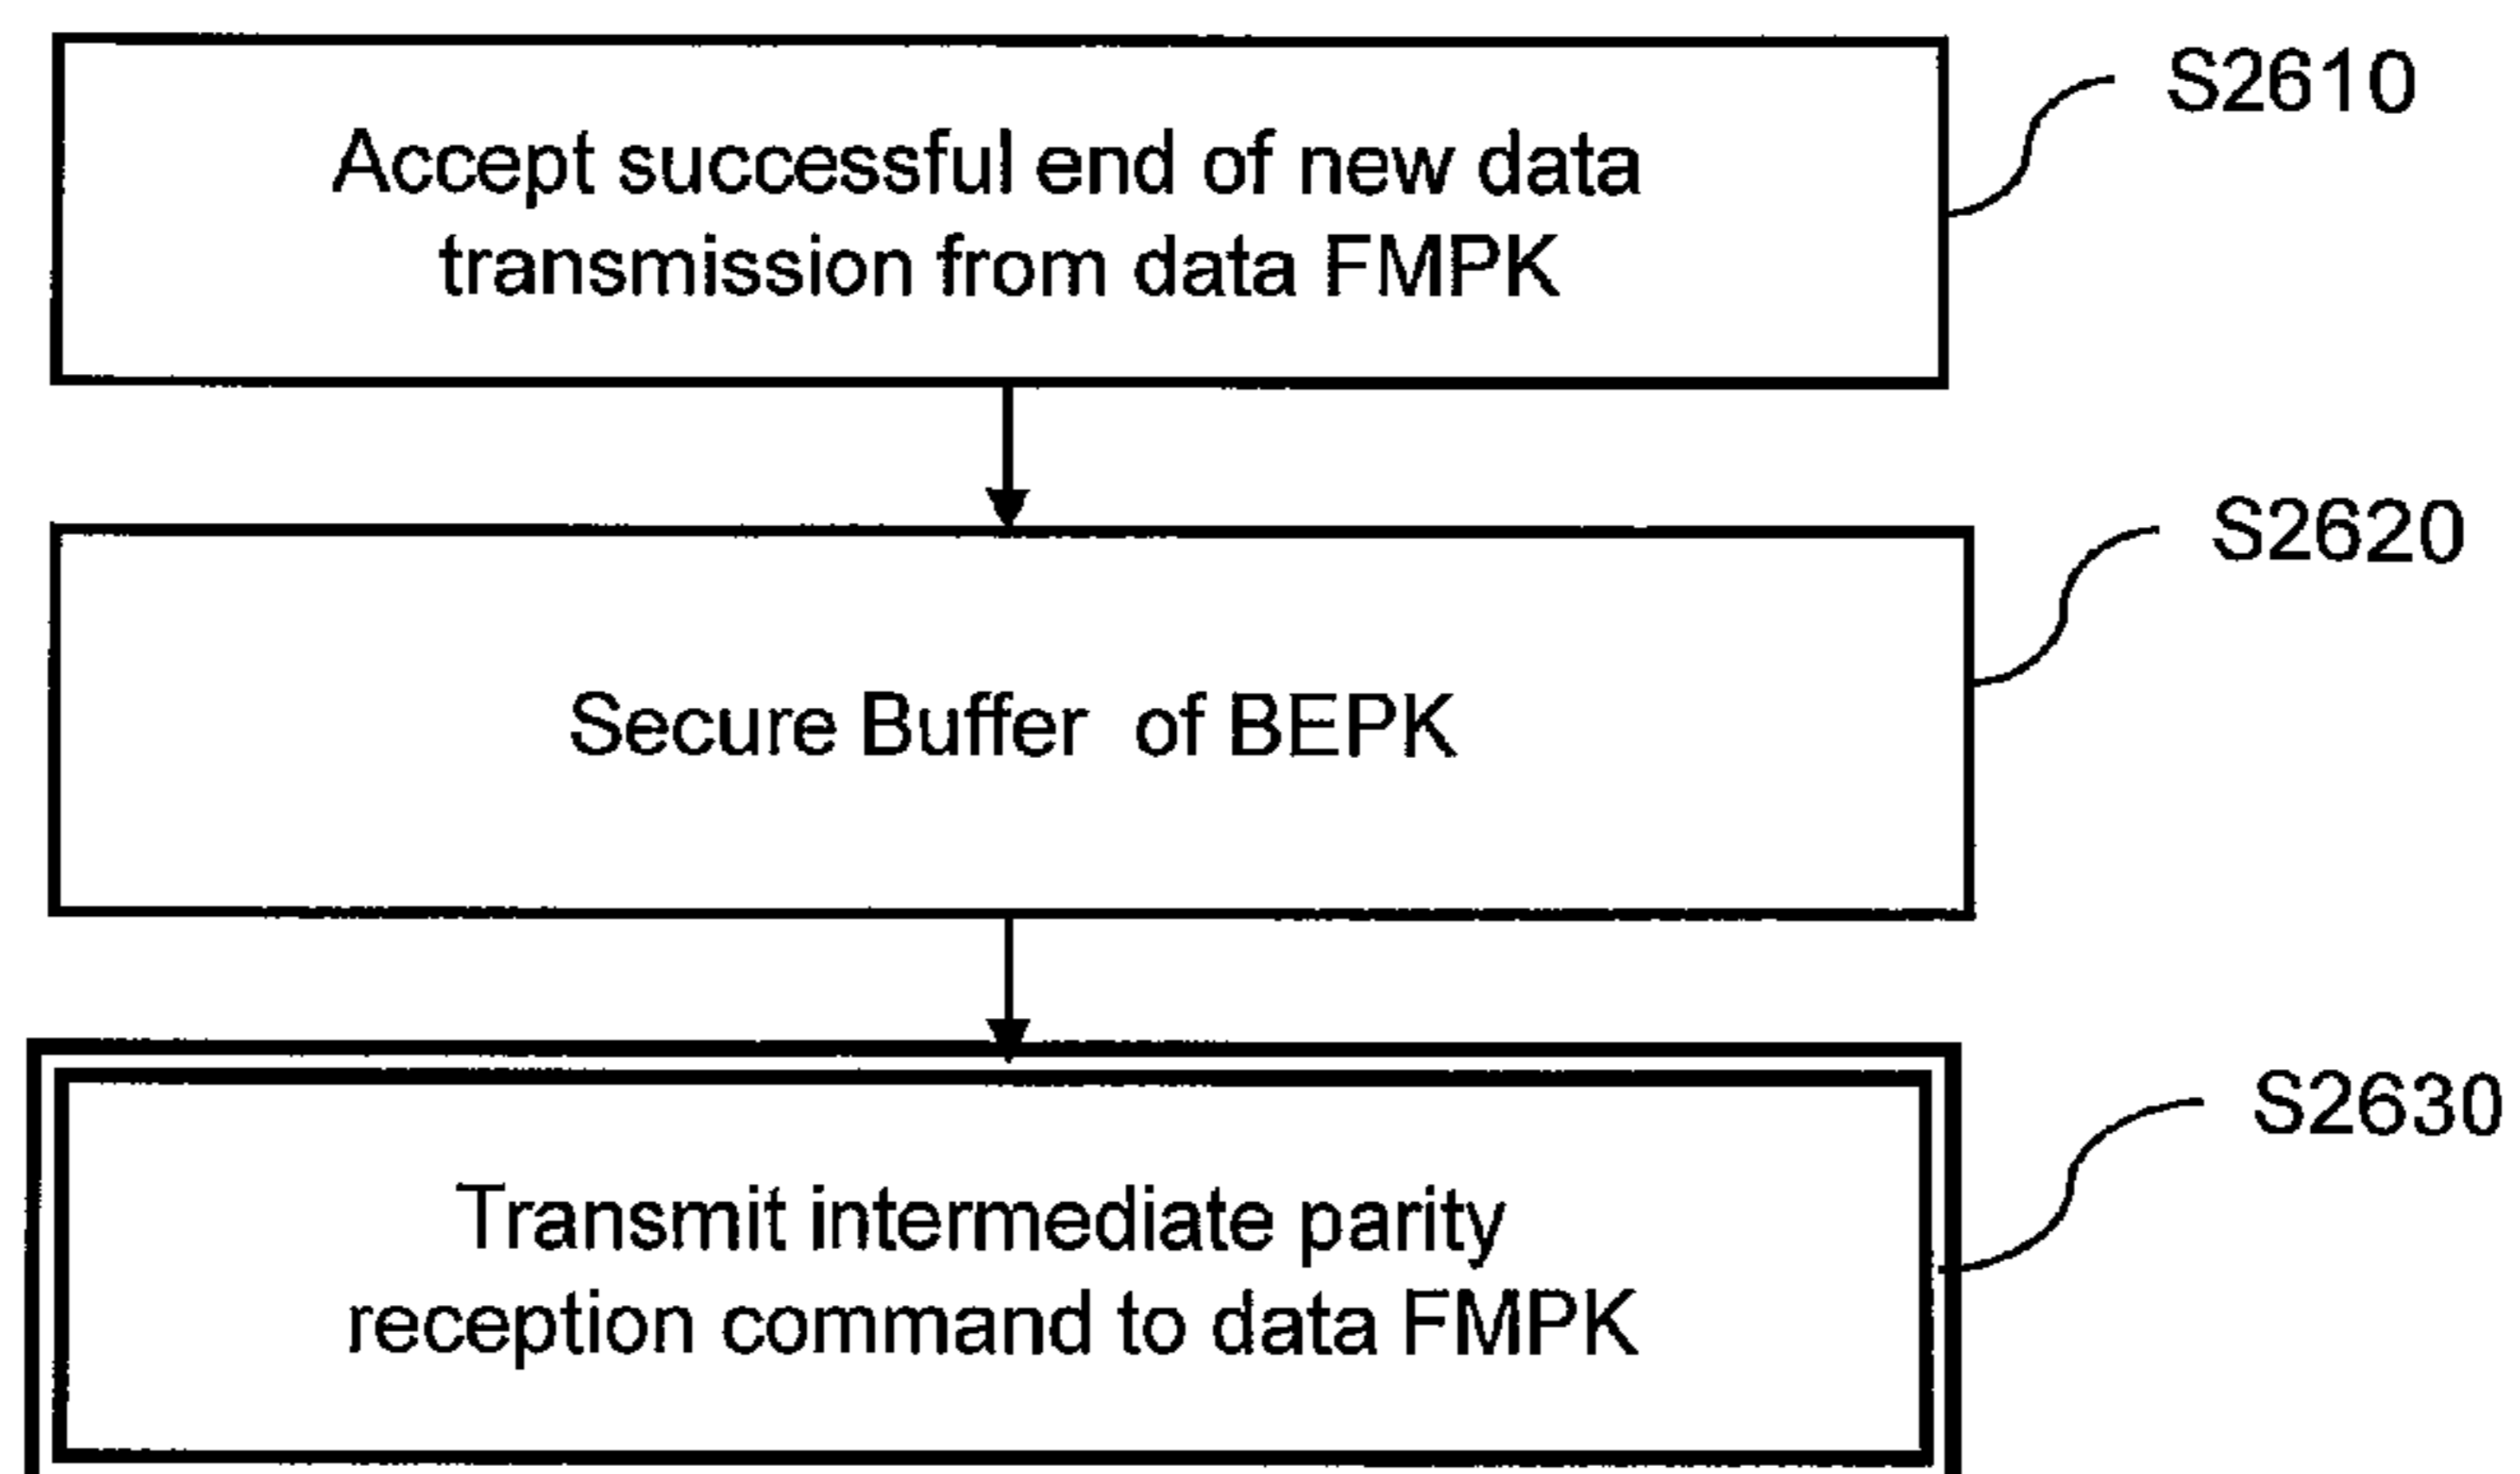 Accept successful end of new data
transmission from data FMPK
S2610
Secure Buffer of BEPK
S2620
Transmit intermediate parity
reception command to data FMPK
S2630